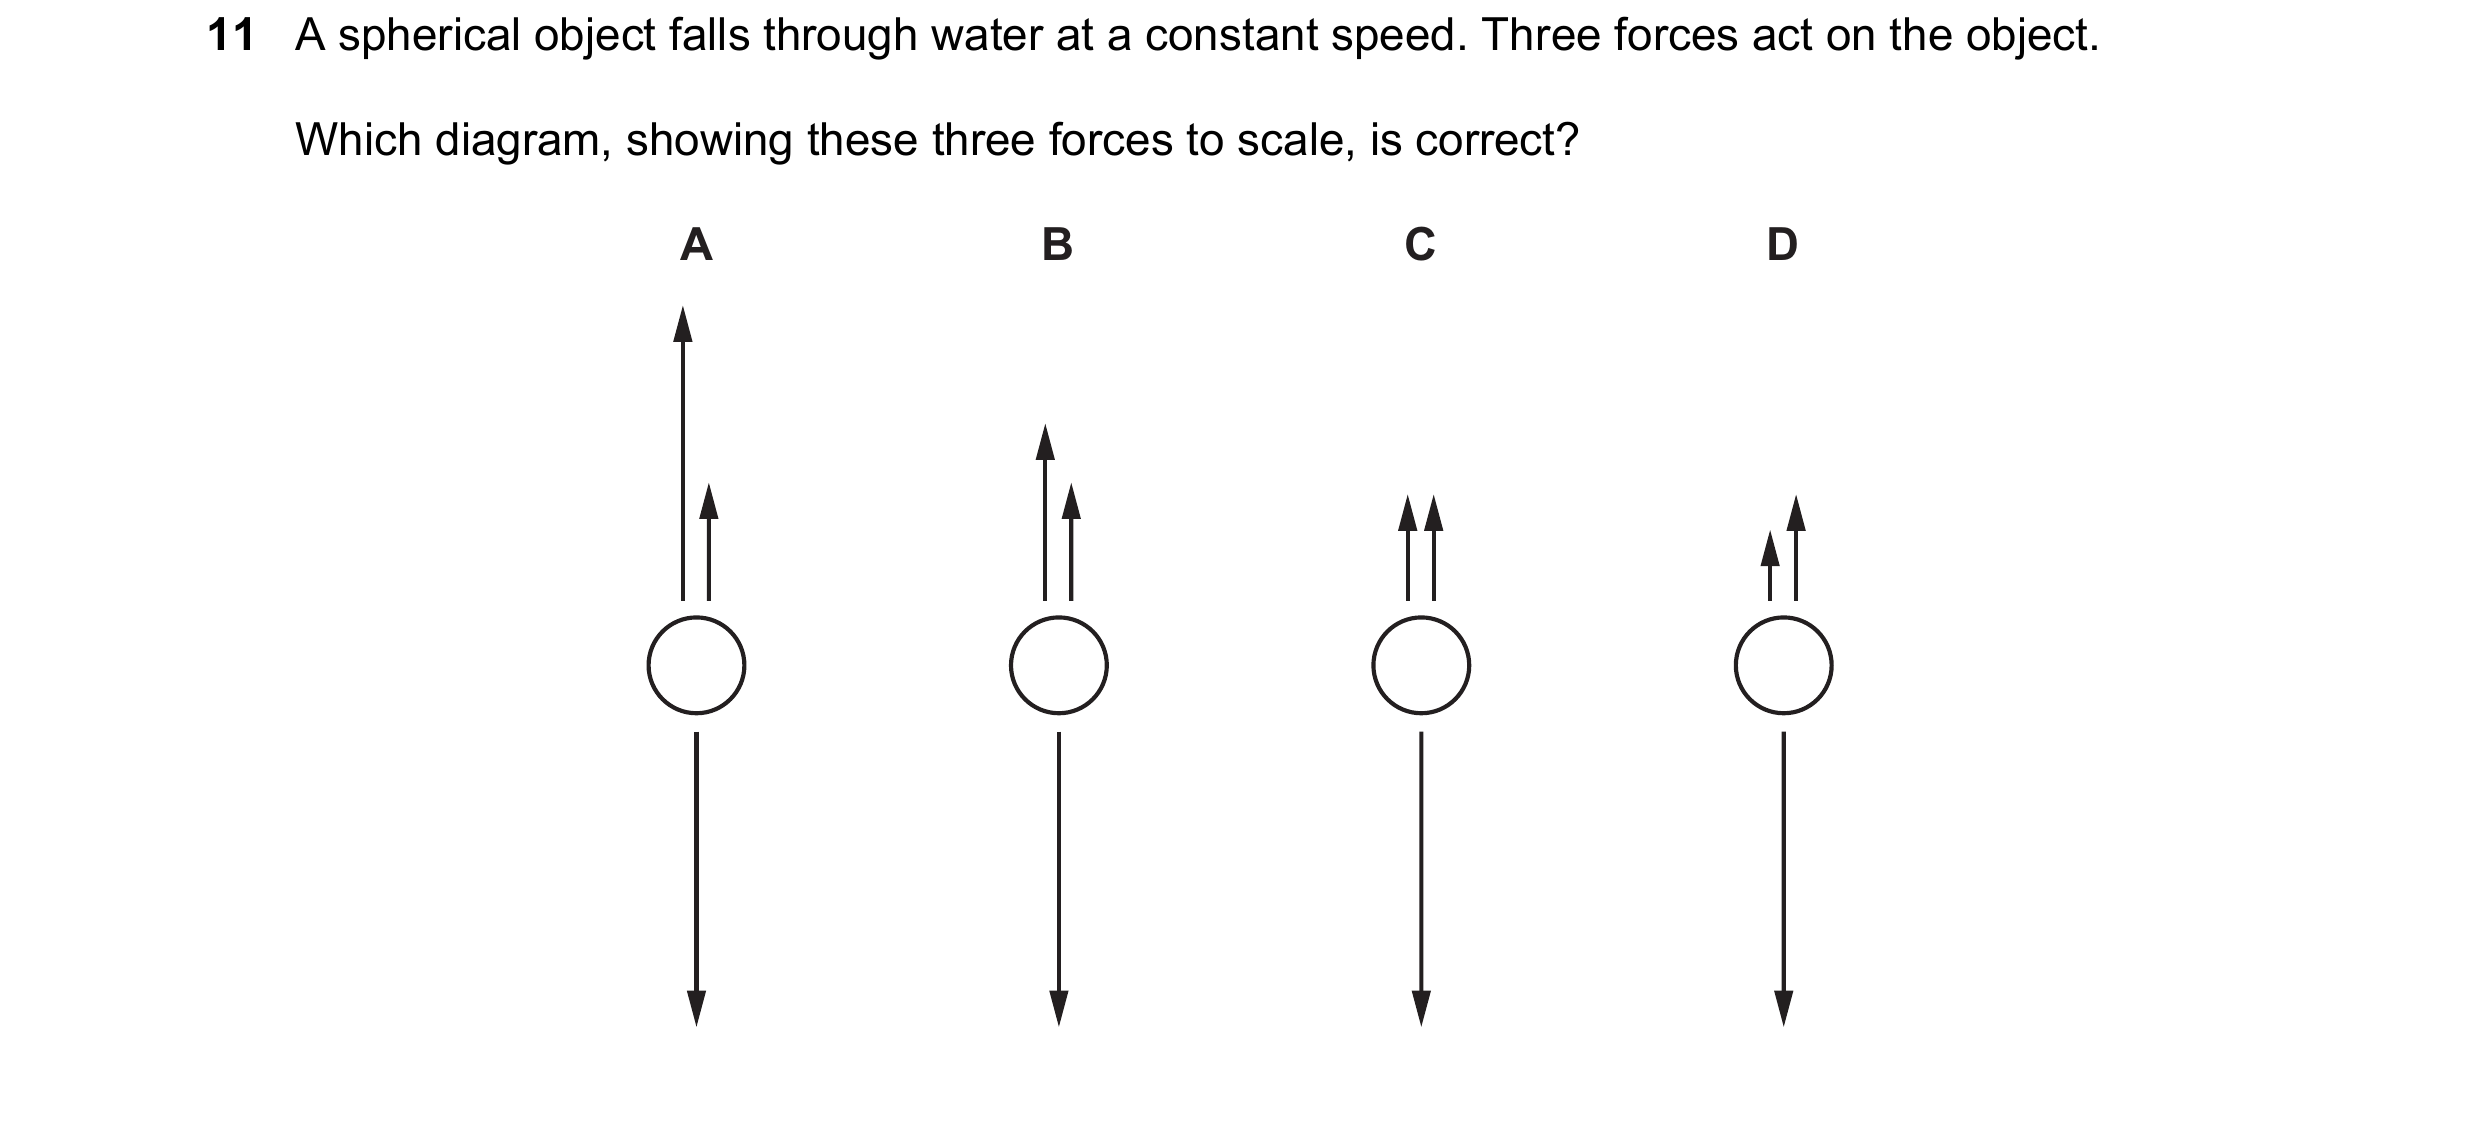 11 A spherical object falls through water at a constant speed. Three forces act on the object.
Which diagram, showing these three forces to scale, is correct?
A B C D